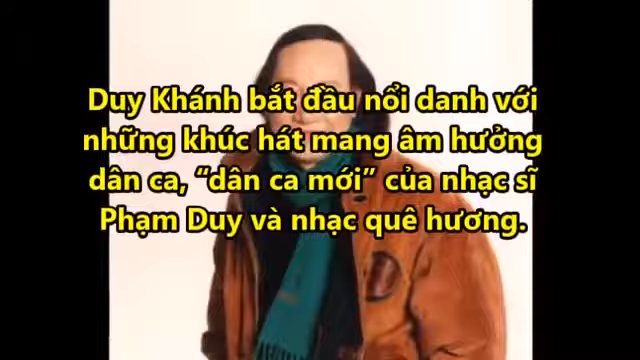 Duy Khánh bắt đầu nổi danh với
những khúc hát mang âm hưởng
dân ca, “dân ca mới” của nhạc sĩ
Phạm Duy và nhạc quê hương.